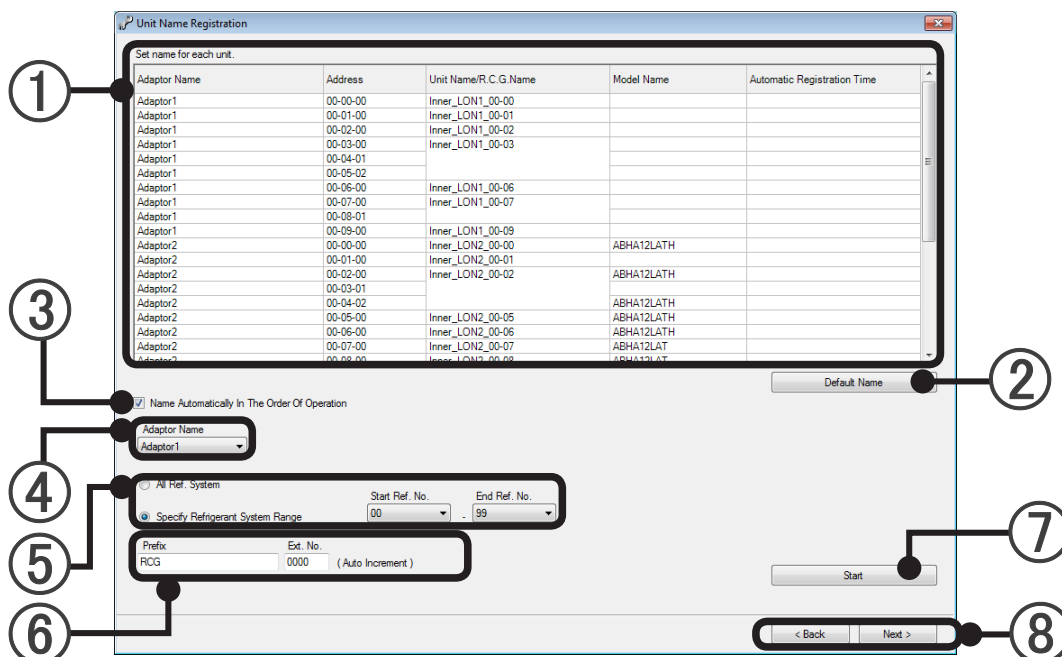 Unit Name Registration
Set name for each unit.
Adaptor Name Address Unit Name/R.C.G.Name Model Name Automatic Registration Time
① Adaptor1 00-00-00 Inner_LON1_00-00
Adaptor1 00-01-00 Inner_LON1_00-01
Adaptor1 00-02-00 Inner_LON1_00-02
Adaptor1 00-03-00 Inner_LON1_00-03
Adaptor1 00-04-01
Adaptor1 00-05-02
Adaptor1 00-06-00 Inner_LON1_00-06
Adaptor1 00-07-00 Inner_LON1_00-07
Adaptor1 00-08-01
Adaptor1 00-09-00 Inner_LON1_00-09
Adaptor2 00-00-00 Inner_LON2_00-00 ABHA12LATH
Adaptor2 00-01-00 Inner_LON2_00-01
Adaptor2 00-02-00 Inner_LON2_00-02 ABHA12LATH
Adaptor2 00-03-01
Adaptor2 00-04-02 ABHA12LATH
③ Adaptor2 00-05-00 Inner_LON2_00-05 ABHA12LATH
Adaptor2 00-06-00 Inner_LON2_00-06 ABHA12LATH
Adaptor2 00-07-00 Inner_LON2_00-07 ABHA12LAT
Adaptor2 00-08-00 Inner_LON2_00-08 ABHA12LAT
Default Name ②
Name Automatically In The Order Of Operation
Adaptor Name
Adaptor1
④ All Ref. System
Start Ref. No. End Ref. No.
Specify Refrigerant System Range 00 - 99
⑤ Prefix Ext. No.
RCG 0000 ( Auto Increment )
Start ⑦
⑥ < Back Next > ⑧